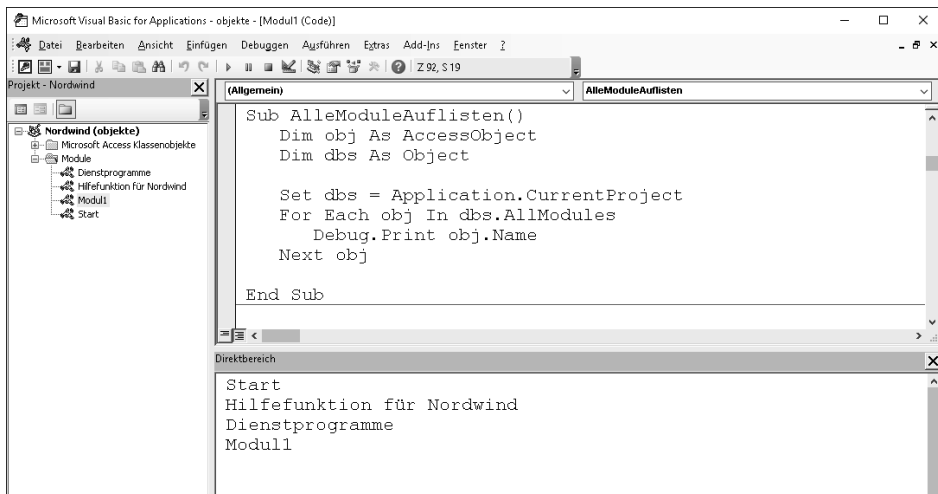 Microsoft Visual Basic for Applications - objekte - [Modul1 (Code)]
Datei Bearbeiten Ansicht Einfügen Debuggen Ausführen Extras Add-Ins Fenster ?
Z 92, S 19
Projekt - Nordwind
Nordwind (objekte)
Microsoft Access Klassenobjekte
Module
Dienstprogramme
Hilfefunktion für Nordwind
Modul1
Start
(Allgemein) AlleModuleAuflisten
Sub AlleModuleAuflisten()
Dim obj As AccessObject
Dim dbs As Object
Set dbs = Application.CurrentProject
For Each obj In dbs.AllModules
Debug.Print obj.Name
Next obj
End Sub
Direktbereich
Start
Hilfefunktion für Nordwind
Dienstprogramme
Modul1